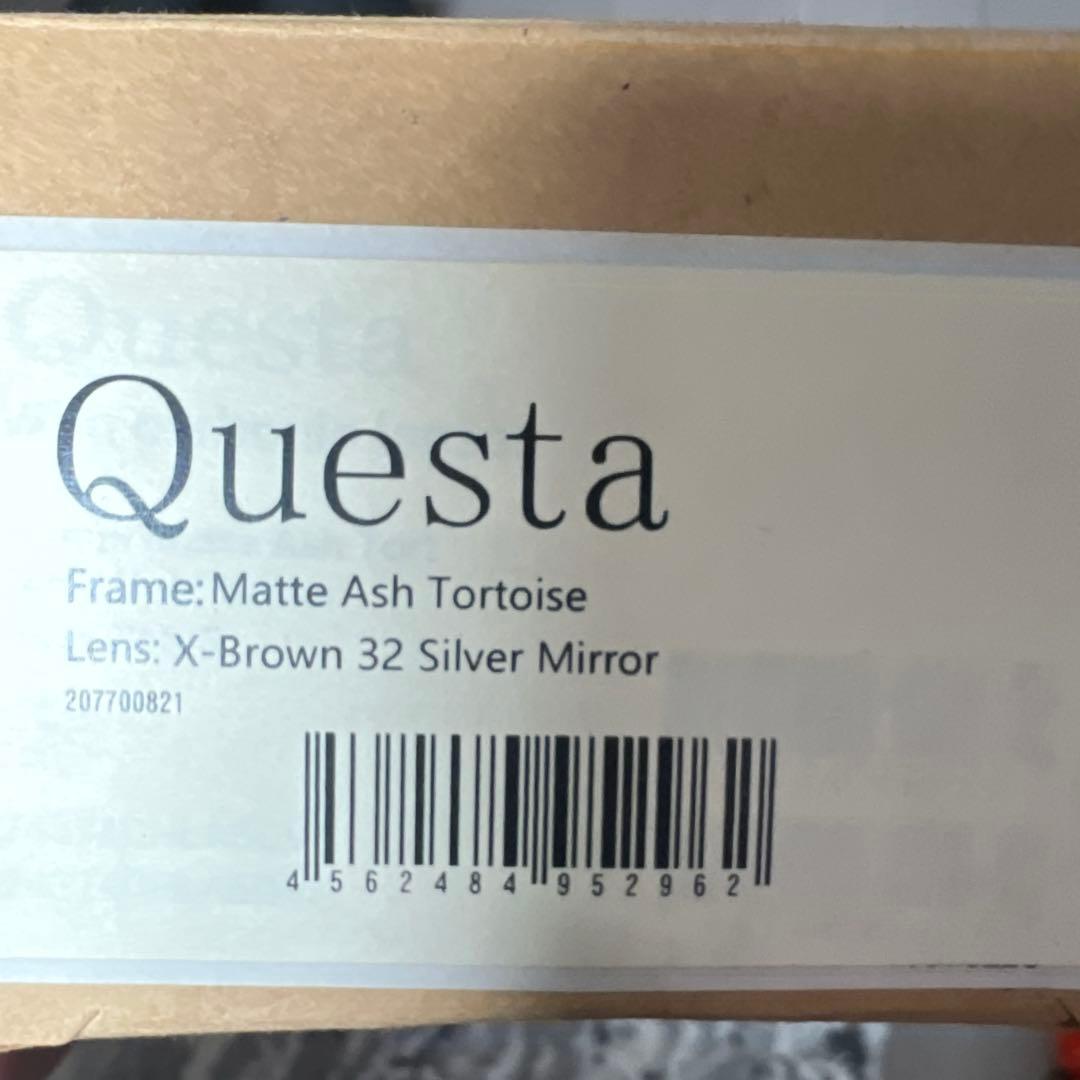 Questa
Frame: Matte Ash Tortoise
Lens: X-Brown 32 Silver Mirror
207700821
4 562484 952962